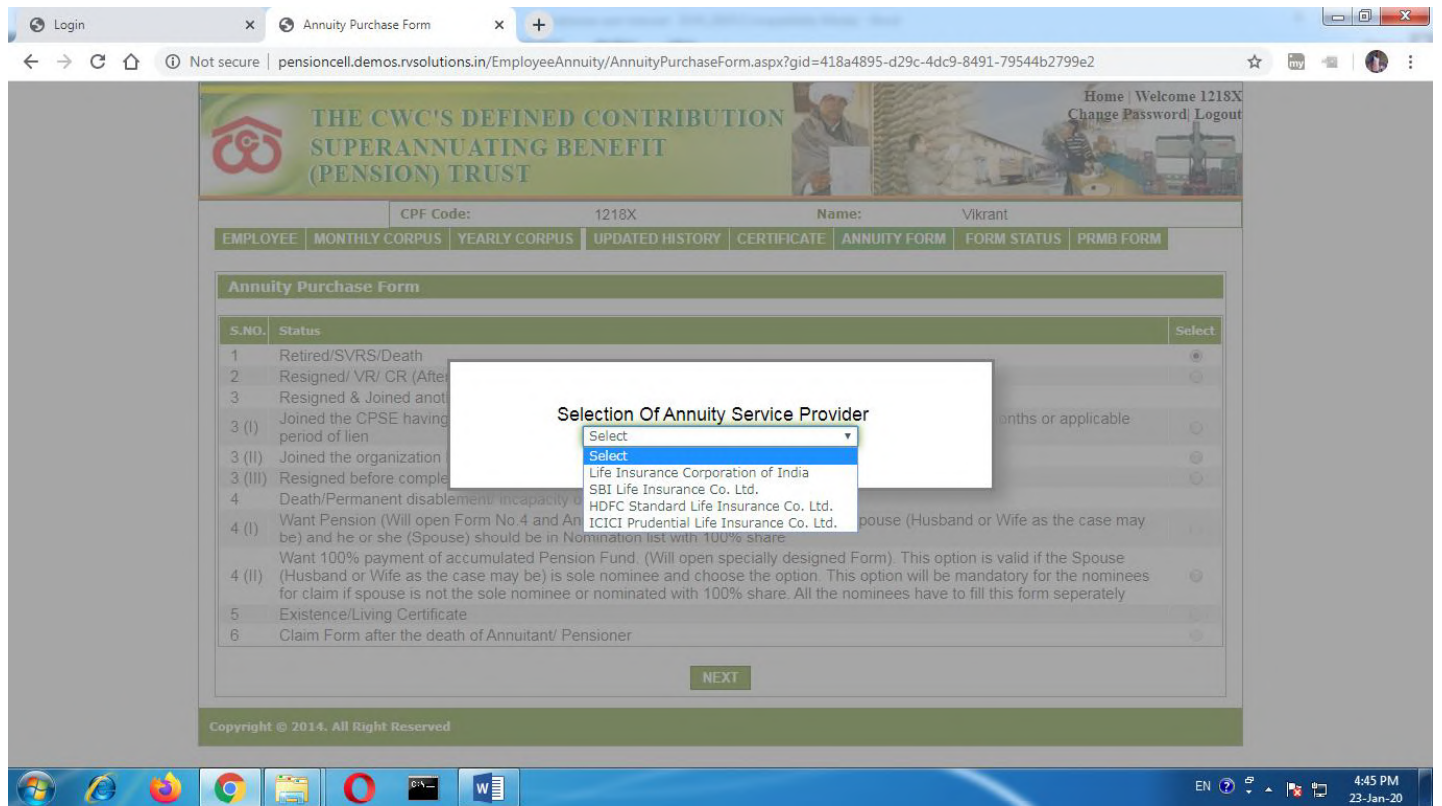 Login
Annuity Purchase Form
Not secure | pensioncell.demos.rvsolutions.in/EmployeeAnnuity/AnnuityPurchaseForm.aspx?gid=418a4895-d29c-4dc9-8491-79544b2799e2
THE CWC'S DEFINED CONTRIBUTION
SUPERANNUATING BENEFIT
(PENSION) TRUST
Home | Welcome 1218X
Change Password| Logout
CPF Code: 1218X Name: Vikrant
EMPLOYEE MONTHLY CORPUS YEARLY CORPUS UPDATED HISTORY CERTIFICATE ANNUITY FORM FORM STATUS PRMB FORM
Annuity Purchase Form
S.NO. Status Select
1 Retired/SVRS/Death
2 Resigned/ VR/ CR (After
3 Resigned & Joined anot
3 (I) Joined the CPSE having onths or applicable
period of lien
3 (II) Joined the organization
3 (III) Resigned before comple
4 Death/Permanent disablement/ incapacity
4 (I) Want Pension (Will open Form No.4 and An pouse (Husband or Wife as the case may
be) and he or she (Spouse) should be in Nomination list with 100% share
4 (II) Want 100% payment of accumulated Pension Fund. (Will open specially designed Form). This option is valid if the Spouse
(Husband or Wife as the case may be) is sole nominee and choose the option. This option will be mandatory for the nominees
for claim if spouse is not the sole nominee or nominated with 100% share. All the nominees have to fill this form seperately
5 Existence/Living Certificate
6 Claim Form after the death of Annuitant/ Pensioner
Selection Of Annuity Service Provider
Select
Select
Life Insurance Corporation of India
SBI Life Insurance Co. Ltd.
HDFC Standard Life Insurance Co. Ltd.
ICICI Prudential Life Insurance Co. Ltd.
NEXT
Copyright © 2014. All Right Reserved
EN
4:45 PM
23-Jan-20